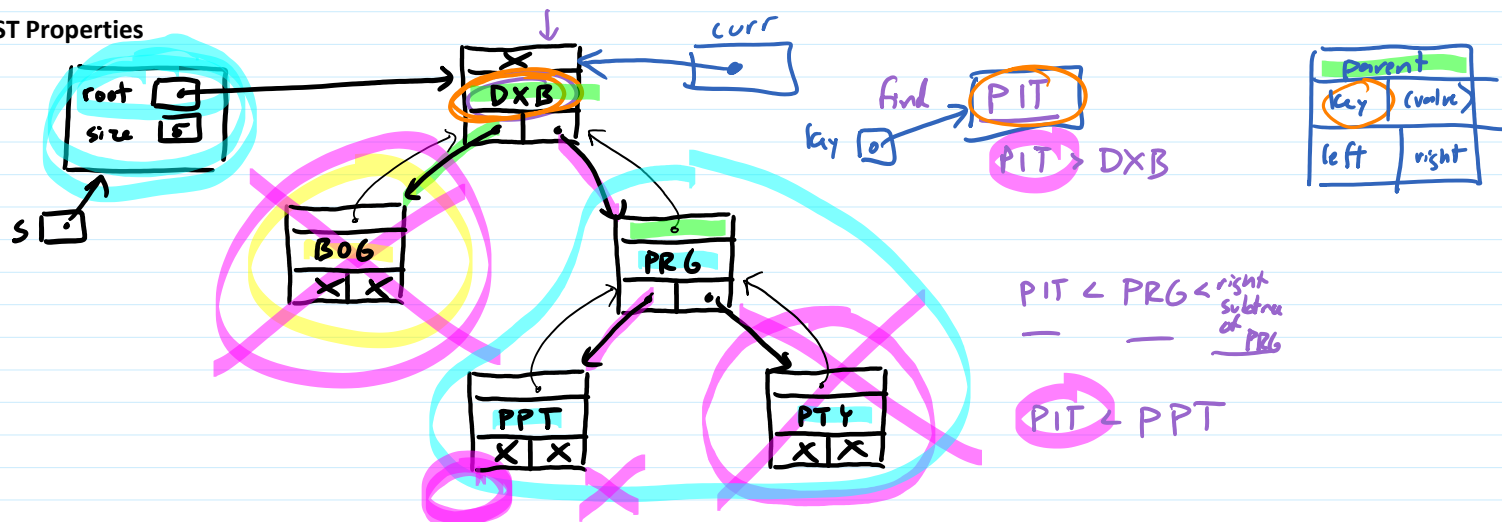 ST Properties
curr
root
size 5
DXB
find PIT
key
PIT > DXB
parent
key (value)
left right
S
BOG
PRG
PIT < PRG < right
subtree
of
PRG
PPT
PTY
PIT < PPT